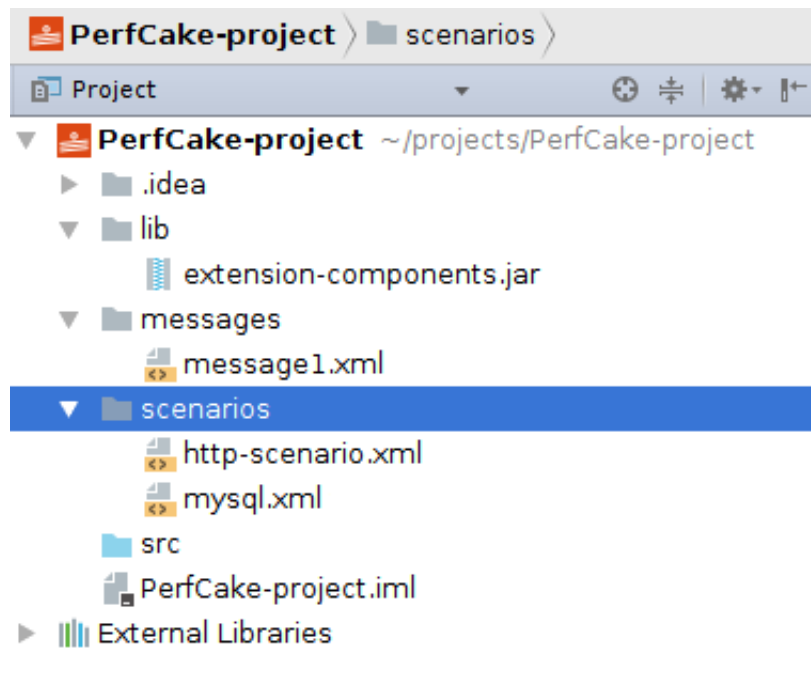 PerfCake-project scenarios
Project
PerfCake-project ~/projects/PerfCake-project
.idea
lib
extension-components.jar
messages
message1.xml
scenarios
http-scenario.xml
mysql.xml
src
PerfCake-project.iml
External Libraries